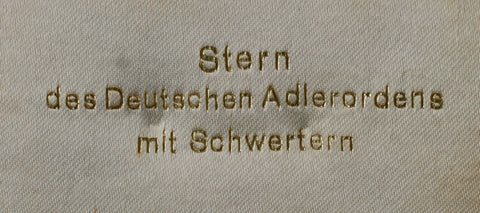 Stern
des Deutschen Adlerordens
mit Schwertern